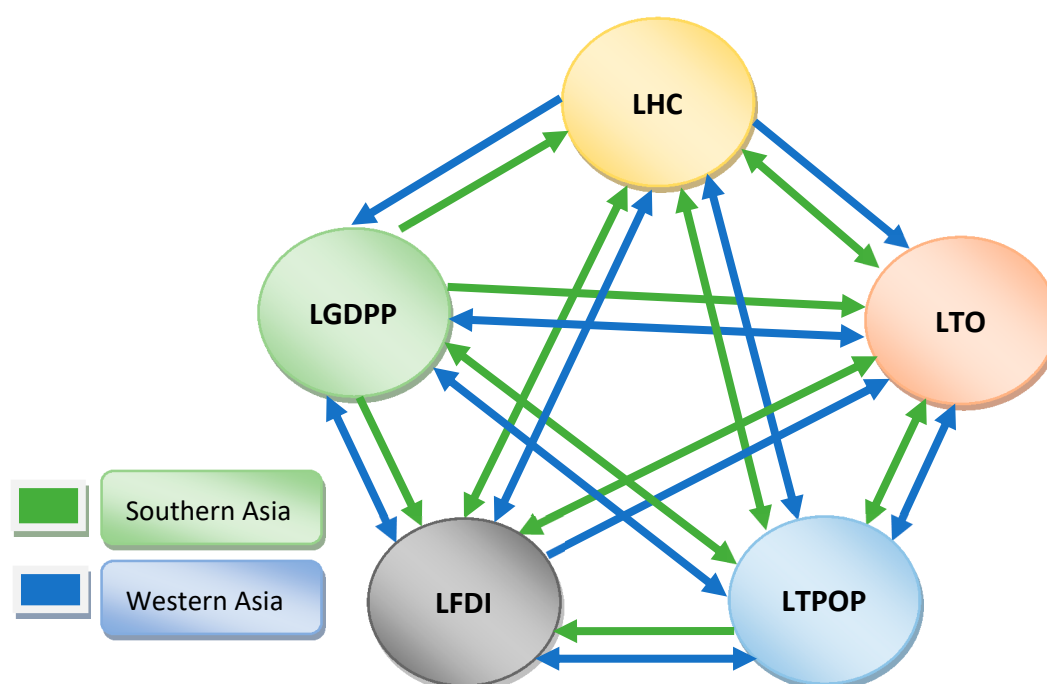 LHC
LGDPP
LTO
Southern Asia
Western Asia
LFDI
LTPOP